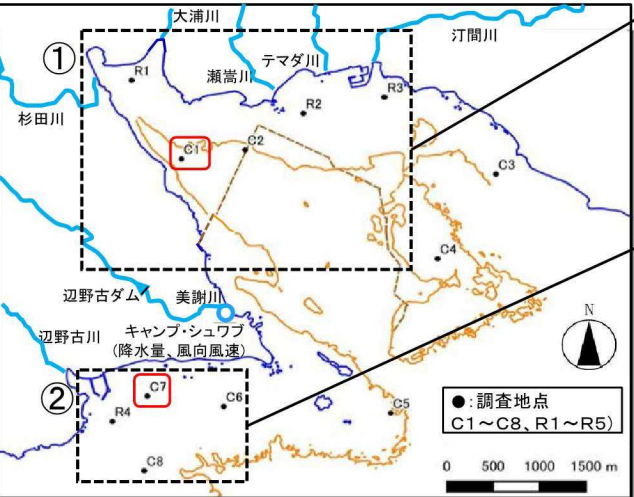 大浦川
汀間川
①
テマダ川
瀬嵩川
R1
R2
R3
杉田川
C1
C2
C3
C4
辺野古ダム
美謝川
キャンプ・シュワブ
(降水量、風向風速)
辺野古川
N
②
C7
C6
C5
R4
C8
●:調査地点
C1~C8、R1~R5)
0 500 1000 1500 m